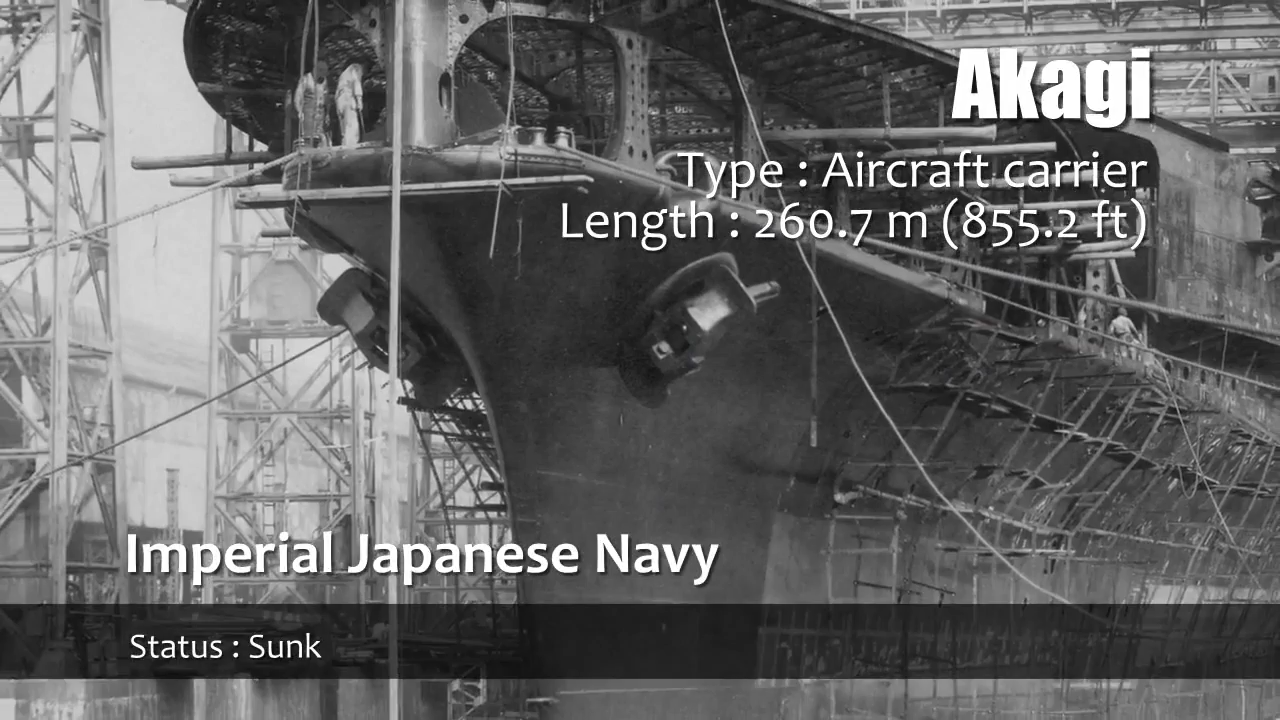 Akagi
Type : Aircraft carrier
Length : 260.7 m (855.2 ft)
Imperial Japanese Navy
Status : Sunk